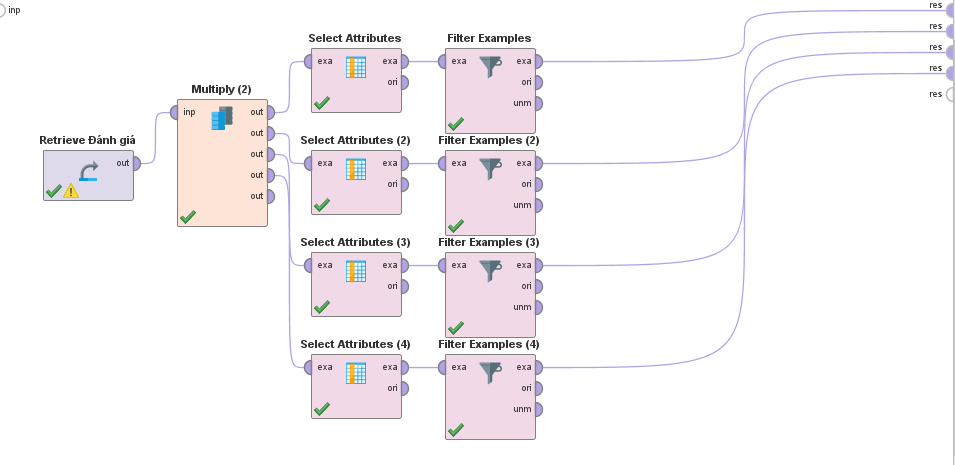 inp
res
res
res
res
res
Select Attributes
exa
exa
ori
Filter Examples
exa
exa
ori
unm
Multiply (2)
inp
out
out
out
out
out
Retrieve Đánh giá
out
Select Attributes (2)
exa
exa
ori
Filter Examples (2)
exa
exa
ori
unm
Select Attributes (3)
exa
exa
ori
Filter Examples (3)
exa
exa
ori
unm
Select Attributes (4)
exa
exa
ori
Filter Examples (4)
exa
exa
ori
unm